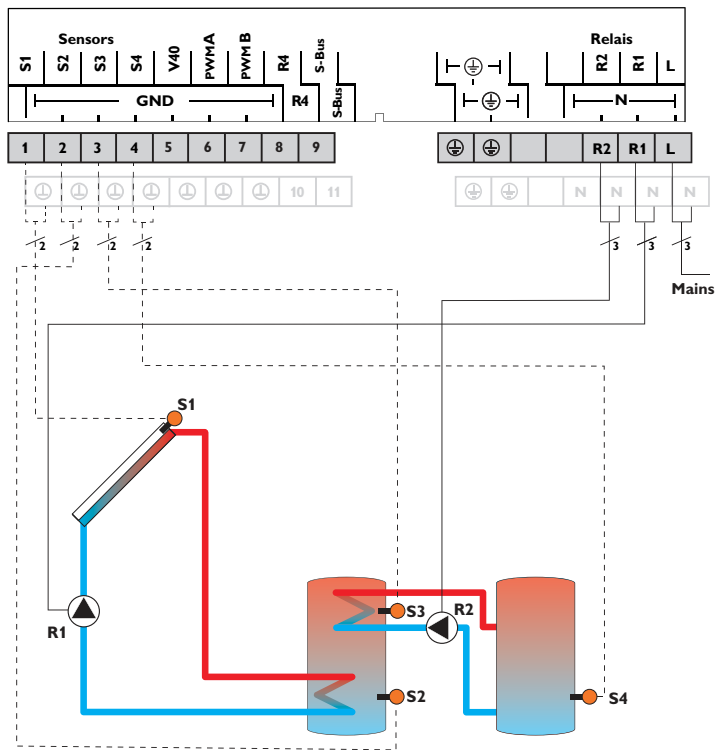 Sensors
Relais
S1 S2 S3 S4 V40 PWM A PWM B R4 S-Bus
R2 R1 L
GND R4 S-Bus
N
1 2 3 4 5 6 7 8 9
R2 R1 L
10 11
N N N N
2 2 2 2
3 3 3
Mains
S1
S3
R2
R1
S2
S4